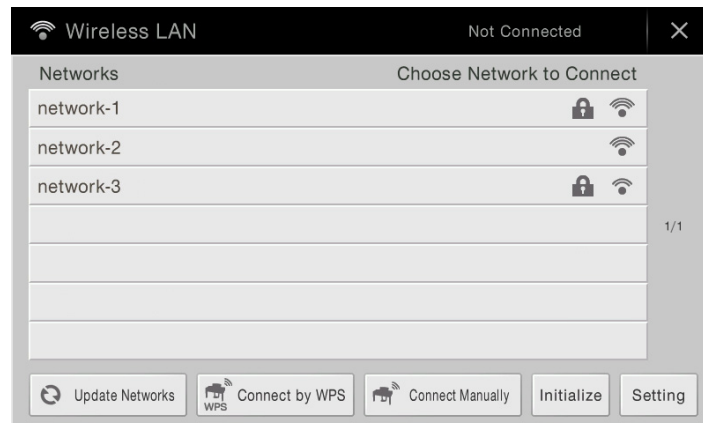 Wireless LAN Not Connected
Networks Choose Network to Connect
network-1
network-2
network-3
1/1
Update Networks WPS Connect by WPS Connect Manually Initialize Setting